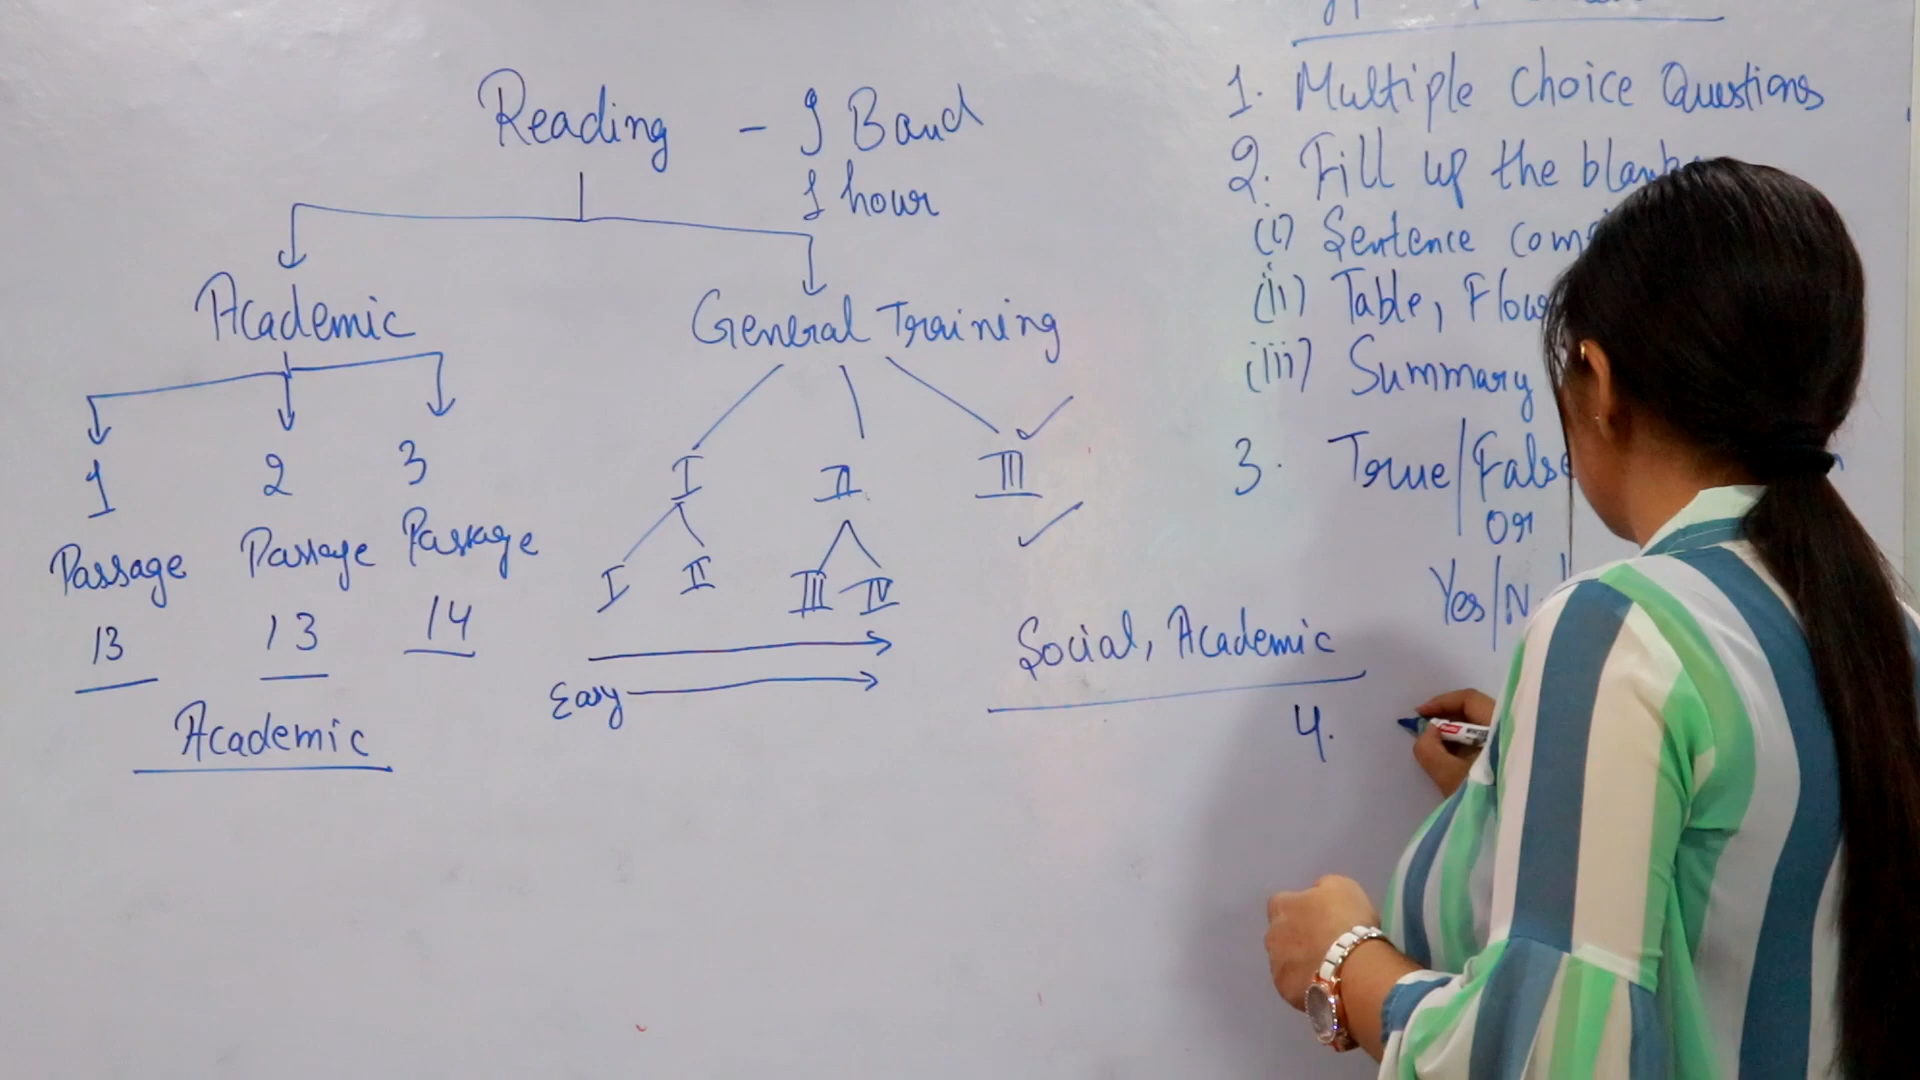 Reading - 9 Band
1 hour
Academic
General Training
1 2 3
Passage Passage Passage
13 13 14
Academic
I II III
I II III IV
Easy
Social, Academic
1. Multiple Choice Questions
2. Fill up the
(i) Sentence
(ii) Table,
(iii) Summary
3. True/False
or
Yes/
4.